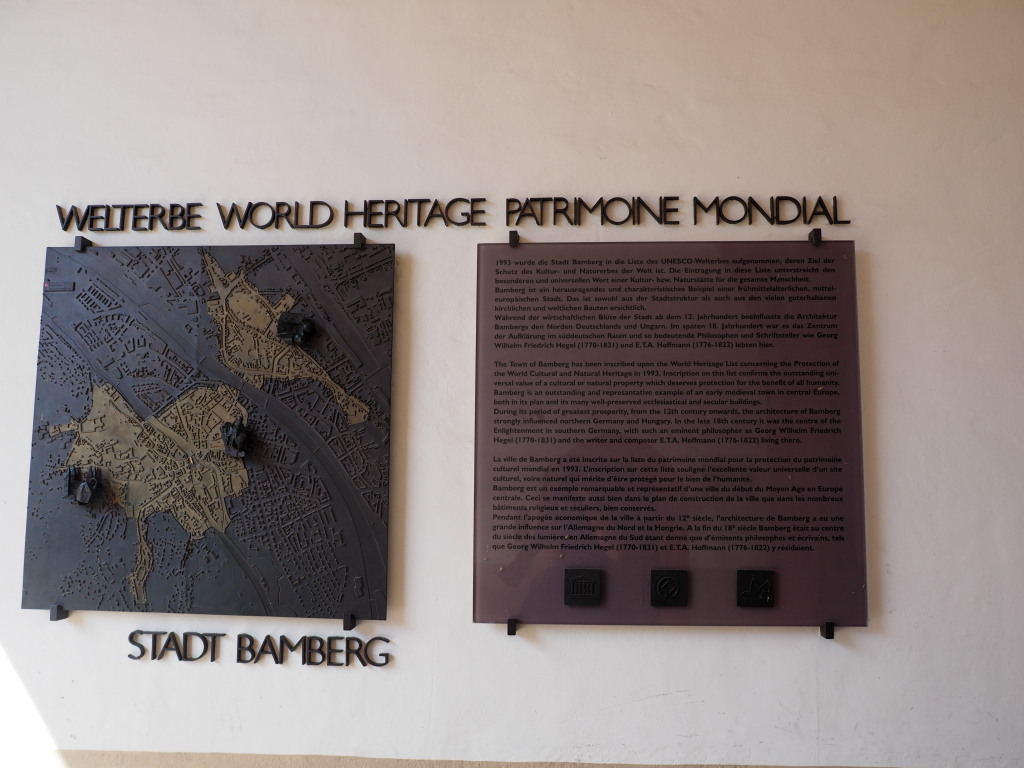 WELTERBE WORLD HERITAGE PATRIMOINE MONDIAL
1993 wurde die Stadt Bamberg in die Liste des UNESCO-Welterbes aufgenommen, deren Ziel der
Schutz des Kultur- und Naturerbes der Welt ist. Die Eintragung in diese Liste unterstreicht den
besonderen und universellen Wert einer Kultur- bzw. Naturstätte für die gesamte Menschheit.
Bamberg ist ein herausragendes und charakteristisches Beispiel einer frühmittelalterlichen, mittel-
europäischen Stadt. Das ist sowohl aus der Stadtstruktur als auch aus den vielen guterhaltenen
kirchlichen und weltlichen Bauten ersichtlich.
Während der wirtschaftlichen Blüte der Stadt ab dem 12. Jahrhundert beeinflusste die Architektur
Bambergs den Norden Deutschlands und Ungarn. Im späten 18. Jahrhundert war es das Zentrum
der Aufklärung im süddeutschen Raum und so bedeutende Philosophen und Schriftsteller wie Georg
Wilhelm Friedrich Hegel (1770-1831) und E.T.A. Hoffmann (1776-1822) lebten hier.
The Town of Bamberg has been inscribed upon the World Heritage List concerning the Protection of
the World Cultural and Natural Heritage in 1993. Inscription on this list confirms the outstanding uni-
versal value of a cultural or natural property which deserves protection for the benefit of all humanity.
Bamberg is an outstanding and representative example of an early medieval town in central Europe,
both in its plan and its many well-preserved ecclesiastical and secular buildings.
During its period of greatest prosperity, from the 12th century onwards, the architecture of Bamberg
strongly influenced northern Germany and Hungary. In the late 18th century it was the centre of the
Enlightenment in southern Germany, with such an eminent philosopher as Georg Wilhelm Friedrich
Hegel (1770-1831) and the writer and composer E.T.A. Hoffmann (1776-1822) living there.
La ville de Bamberg a été inscrite sur la liste du patrimoine mondial pour la protection du patrimoine
culturel mondial en 1993. L'inscription sur cette liste souligne l'excellente valeur universelle d'un site
culturel, voire naturel qui mérite d'être protégé pour le bien de l'humanité.
Bamberg est un exemple remarquable et représentatif d'une ville du début du Moyen Age en Europe
centrale. Ceci se manifeste aussi bien dans le plan de construction de la ville que dans les nombreux
bâtiments religieux et séculiers, bien conservés.
Pendant l'apogée économique de la ville à partir du 12e siècle, l'architecture de Bamberg a eu une
grande influence sur l'Allemagne du Nord et la Hongrie. A la fin du 18e siècle Bamberg était au centre
du siècle des lumières en Allemagne du Sud étant donné que d'éminents philosophes et écrivains, tels
que Georg Wilhelm Friedrich Hegel (1770-1831) et E.T.A. Hoffmann (1776-1822) y résidaient.
STADT BAMBERG